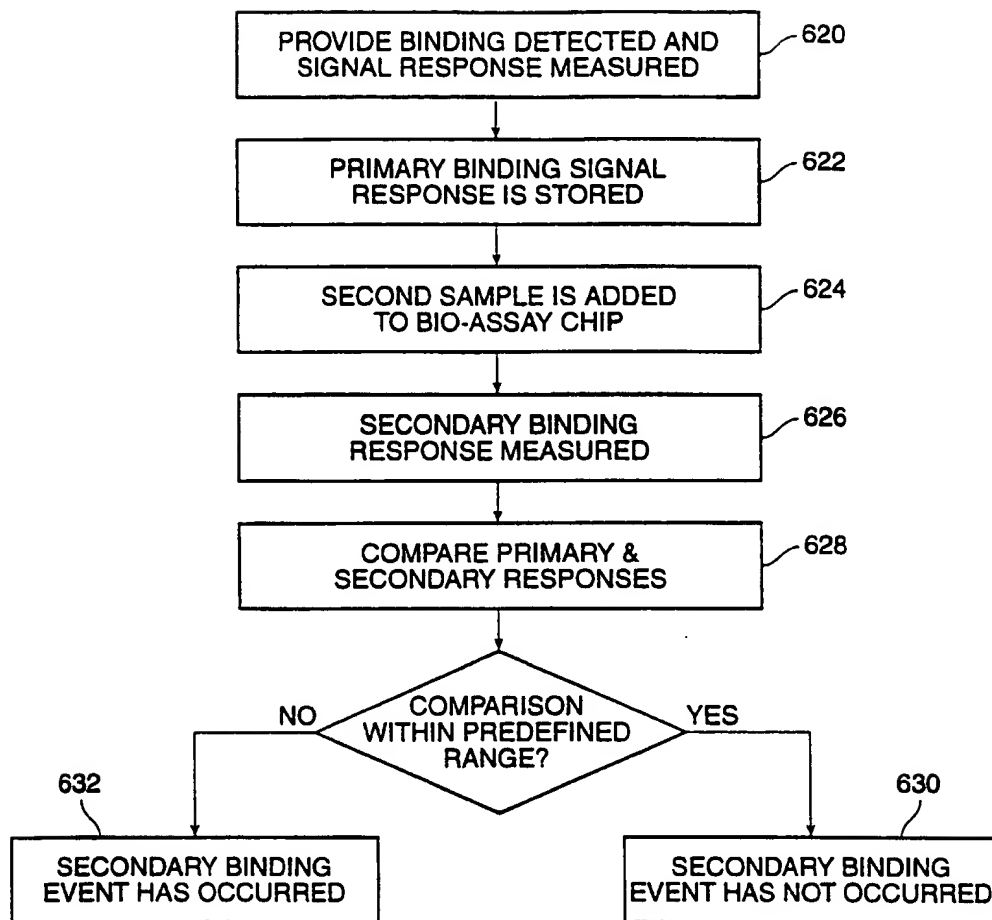 PROVIDE BINDING DETECTED AND
SIGNAL RESPONSE MEASURED
620
PRIMARY BINDING SIGNAL
RESPONSE IS STORED
622
SECOND SAMPLE IS ADDED
TO BIO-ASSAY CHIP
624
SECONDARY BINDING
RESPONSE MEASURED
626
COMPARE PRIMARY &
SECONDARY RESPONSES
628
COMPARISON
WITHIN PREDEFINED
RANGE?
NO
YES
632
SECONDARY BINDING
EVENT HAS OCCURRED
630
SECONDARY BINDING
EVENT HAS NOT OCCURRED